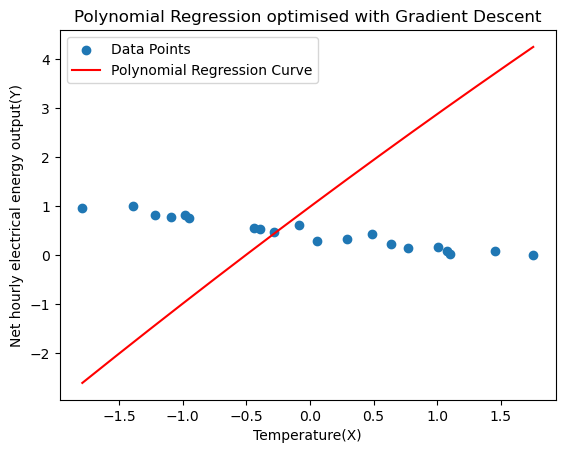 Polynomial Regression optimised with Gradient Descent
Data Points
Polynomial Regression Curve
Net hourly electrical energy output(Y)
4
3
2
1
0
−1
−2
−1.5
−1.0
−0.5
0.0
0.5
1.0
1.5
Temperature(X)